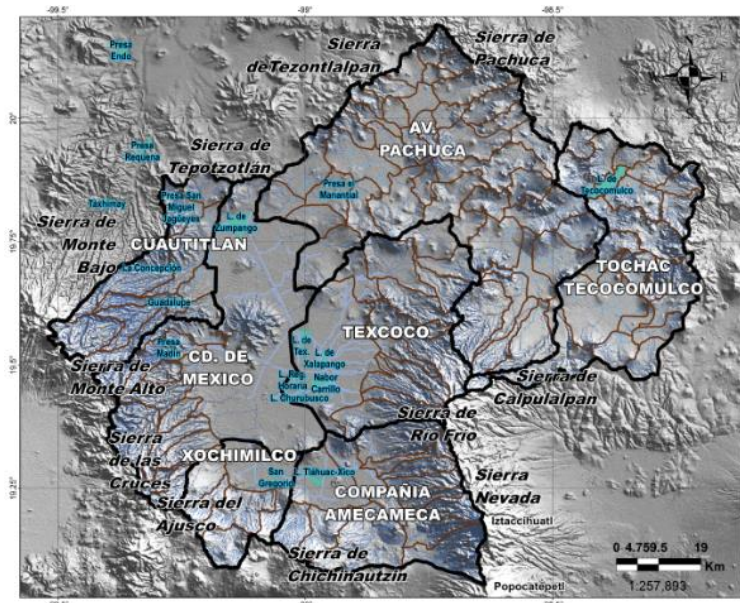 -99.5°
-99°
-98.5°
Presa
Endo
Sierra
de Tezontlalpan
Sierra de
Pachuca
N
E
20°
Presa
Requena
Sierra de
Tepotzotlán
AV.
PACHUCA
Taxhimay
Presa San
Miguel
Jagüeyes
Presa el
Manantial
L. de
Tecocomulco
L. de
Zumpango
Sierra de
Monte
Bajo
19.75°
CUAUTITLAN
La Concepción
TOCHAC
TECOCOMULCO
Guadalupe
TEXCOCO
Presa
Madin
L. de
Tex.
L. de
Xalapango
CD. DE
MEXICO
19.5°
Sierra de
Monte Alto
L. Reg.
Horaria
Nabor
Carrillo
L. Churubusco
Sierra de
Calpulalpan
Sierra de
Río Frío
Sierra
de las
Cruces
XOCHIMILCO
San
Gregorio
L. Tláhuac-Xico
19.25°
Sierra del
Ajusco
COMPAÑIA
AMECAMECA
Sierra
Nevada
Iztaccihuatl
Sierra de
Chichinautzin
0 4.759.5 19
Km
1:257,893
Popocatépetl